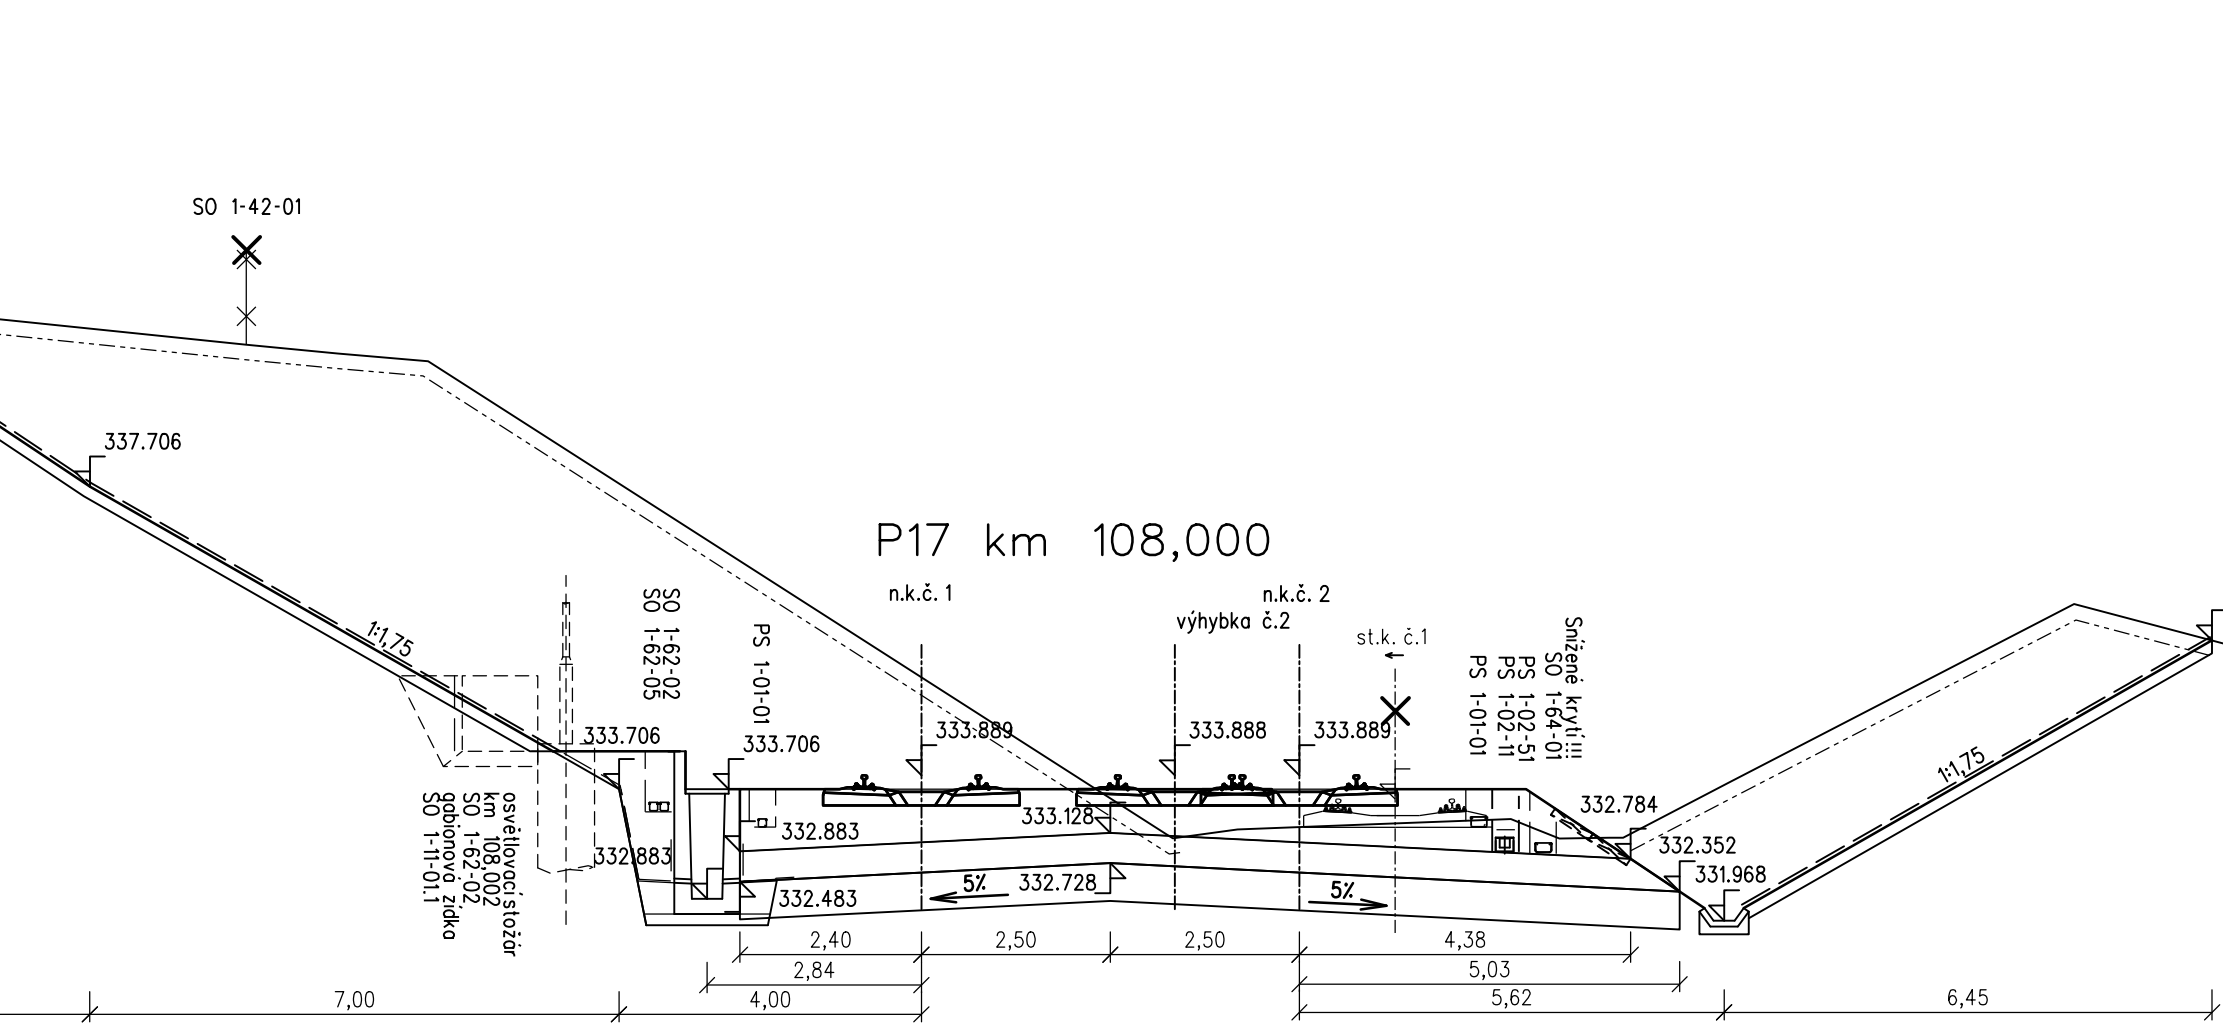 SO 1-42-01
337.706
P17 km 108,000
n.k.č. 1
n.k.č. 2
výhybka č.2
st.k. č.1
1:1,75
SO 1-62-02
SO 1-62-05
PS 1-01-01
Snížené krytí!!!
SO 1-64-01
PS 1-02-51
PS 1-02-11
PS 1-01-01
333.706
333.706
333.889
333.888
333.889
1:1,75
osvětlovací stožár
km 108,002
SO 1-62-02
gabionová zídka
SO 1-11-01.1
332.883
332.883
333.128
332.784
332.352
331.968
332.483
5%
332.728
5%
2,40
2,50
2,50
4,38
2,84
5,03
7,00
4,00
5,62
6,45